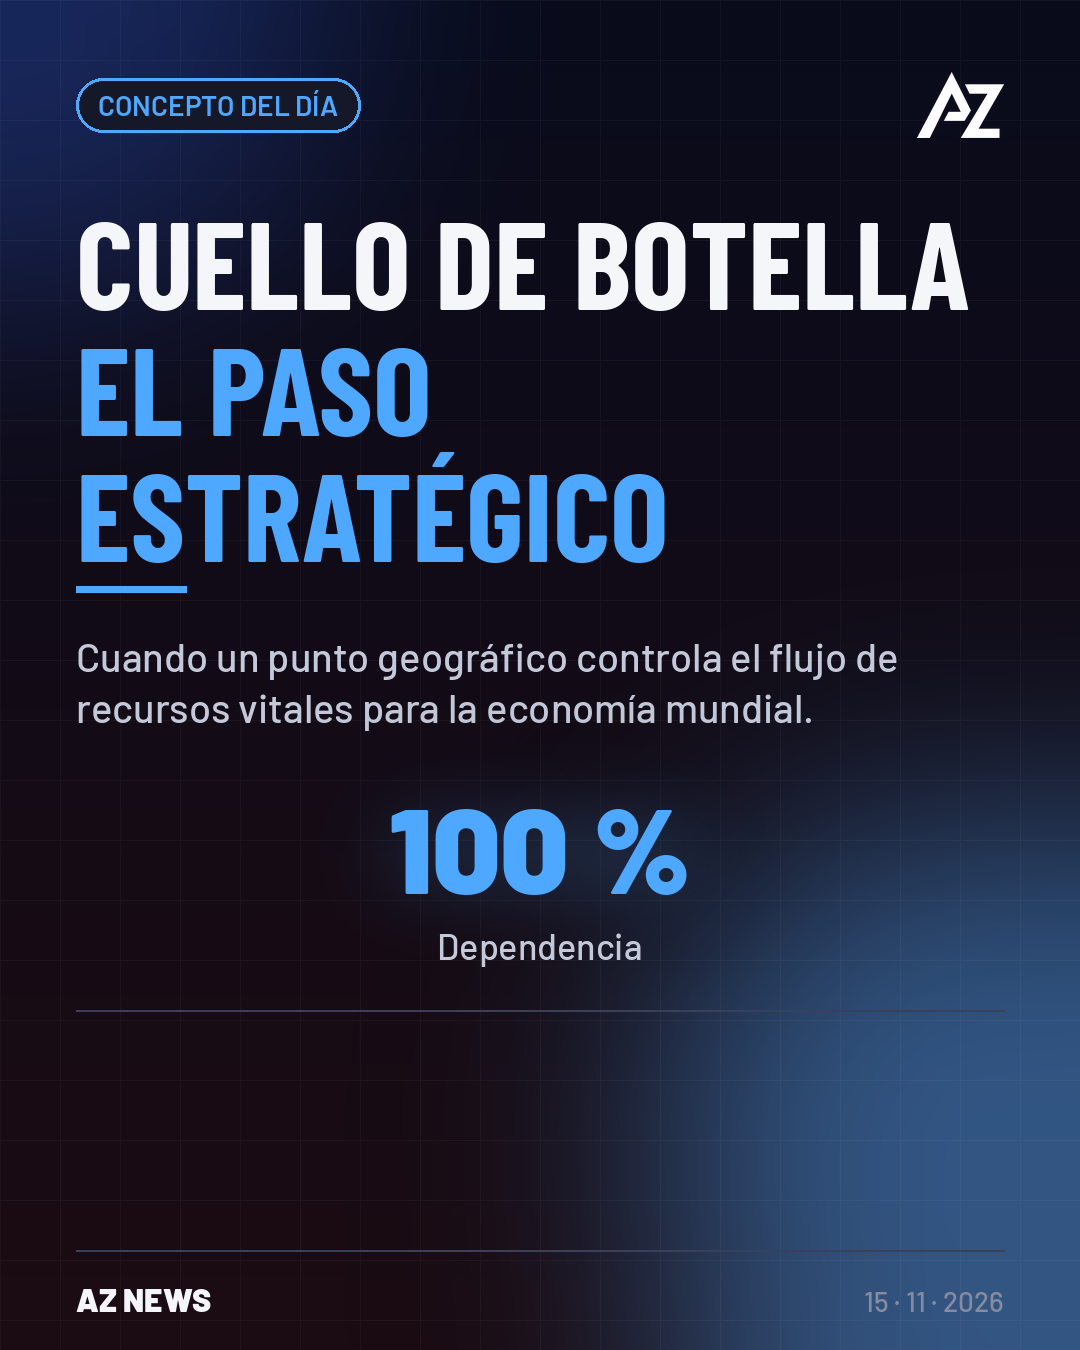 CONCEPTO DEL DÍA
AZ
CUELLO DE BOTELLA
EL PASO
ESTRATÉGICO
Cuando un punto geográfico controla el flujo de
recursos vitales para la economía mundial.
100 %
Dependencia
AZ NEWS
15 · 11 · 2026